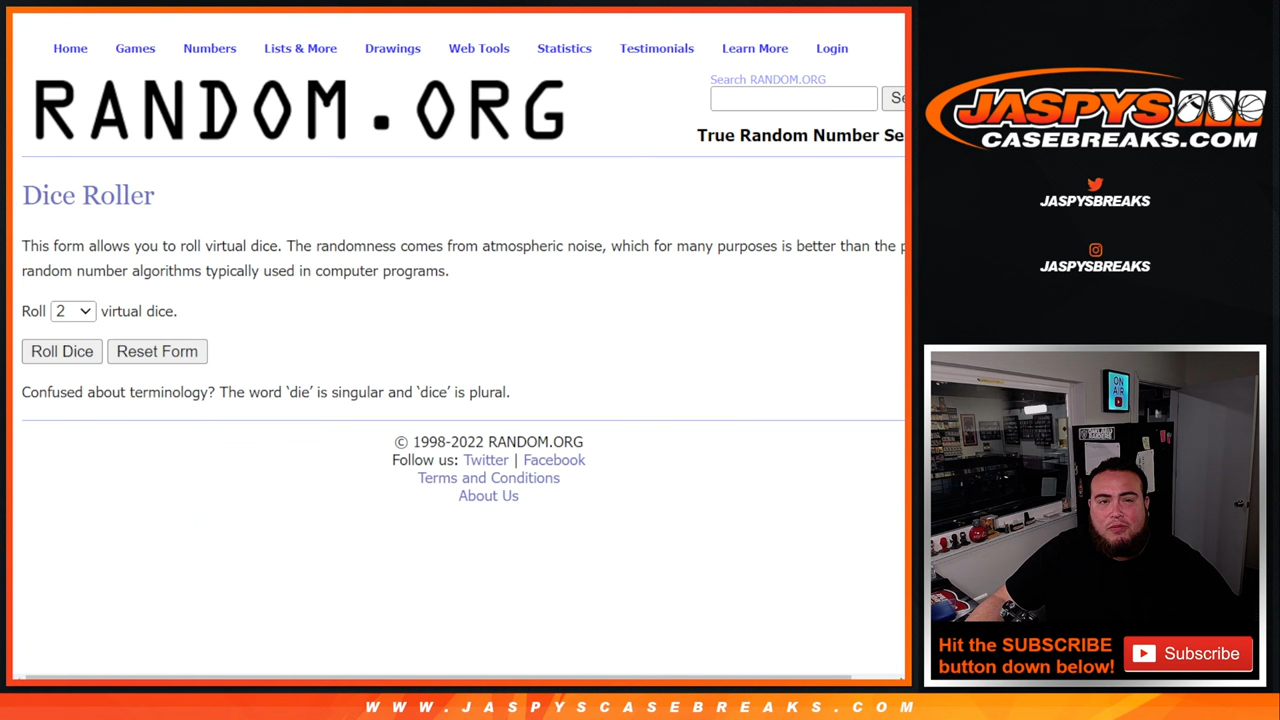 Home Games Numbers Lists & More Drawings Web Tools Statistics Testimonials Learn More Login
RANDOM.ORG
Search RANDOM.ORG
Se
True Random Number Se
Dice Roller
This form allows you to roll virtual dice. The randomness comes from atmospheric noise, which for many purposes is better than the p
random number algorithms typically used in computer programs.
Roll 2 virtual dice.
Roll Dice Reset Form
Confused about terminology? The word ‘die’ is singular and ‘dice’ is plural.
© 1998-2022 RANDOM.ORG
Follow us: Twitter | Facebook
Terms and Conditions
About Us
JASPYS
CASEBREAKS.COM
JASPYSBREAKS
JASPYSBREAKS
ON
AIR
OAKLAND
RAIDERS
Hit the SUBSCRIBE
button down below!
Subscribe
WWW.JASPYSCASEBREAKS.COM